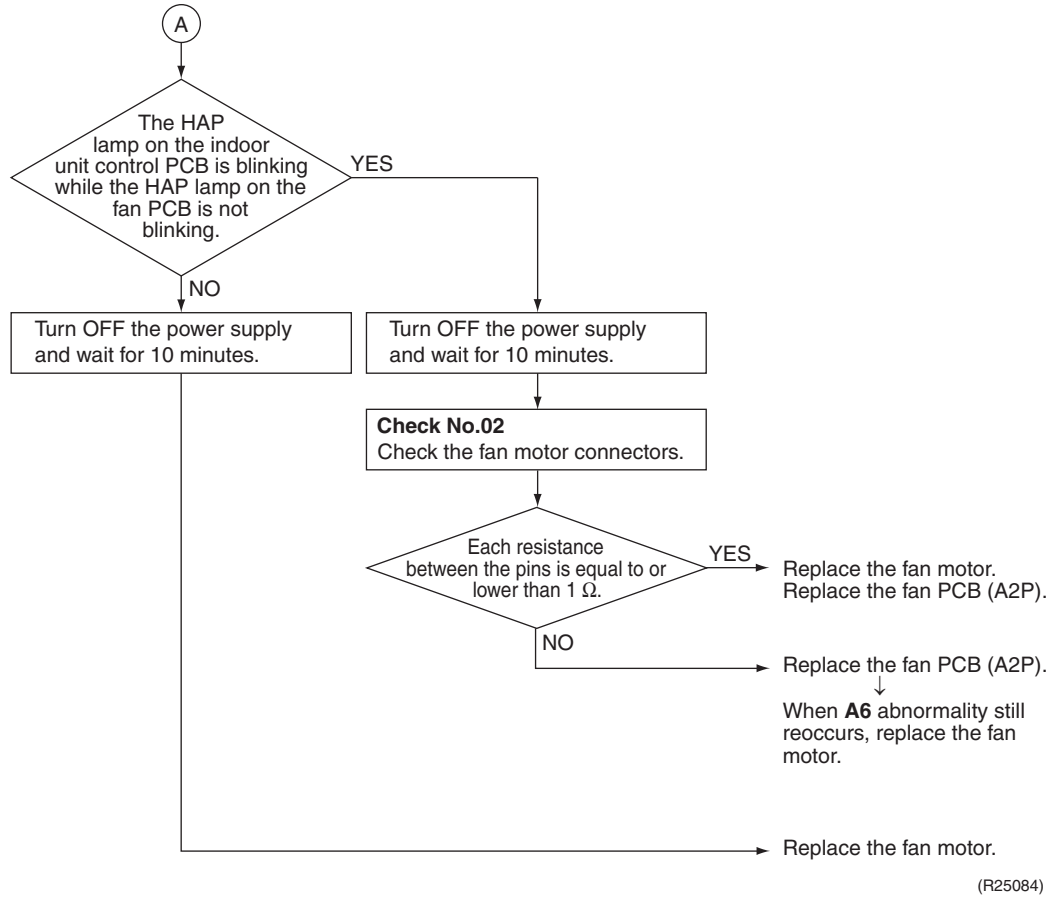 A
The HAP
lamp on the indoor
unit control PCB is blinking
while the HAP lamp on the
fan PCB is not
blinking.
YES
NO
Turn OFF the power supply
and wait for 10 minutes.
Turn OFF the power supply
and wait for 10 minutes.
Check No.02
Check the fan motor connectors.
Each resistance
between the pins is equal to or
lower than 1 Ω.
YES
Replace the fan motor.
Replace the fan PCB (A2P).
NO
Replace the fan PCB (A2P).
↓
When A6 abnormality still
reoccurs, replace the fan
motor.
Replace the fan motor.
(R25084)